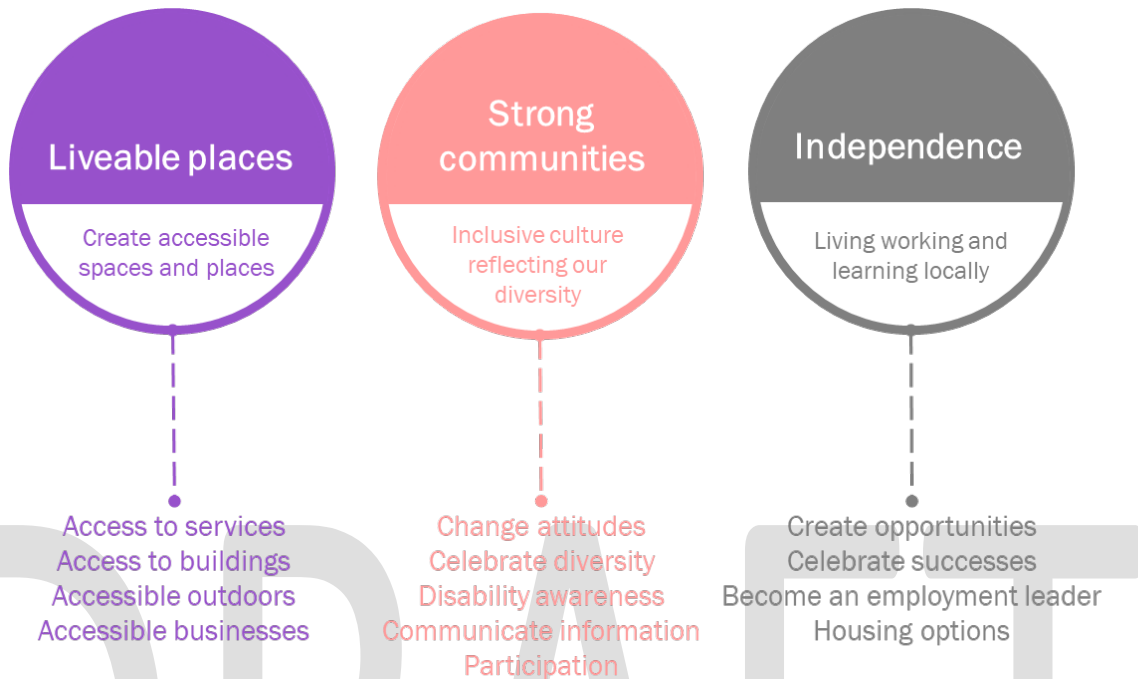 Liveable places
Create accessible
spaces and places
Access to services
Access to buildings
Accessible outdoors
Accessible businesses
Strong
communities
Inclusive culture
reflecting our
diversity
Change attitudes
Celebrate diversity
Disability awareness
Communicate information
Participation
Independence
Living working and
learning locally
Create opportunities
Celebrate successes
Become an employment leader
Housing options
DRAFT